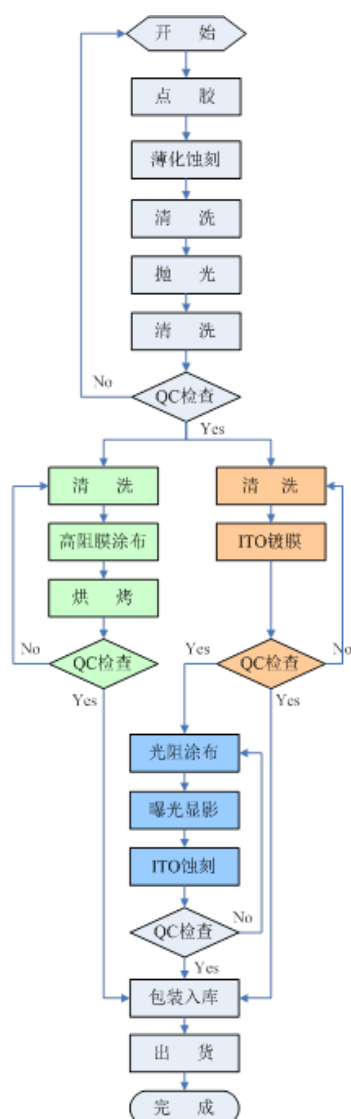 开 始
点 胶
薄化蚀刻
清 洗
抛 光
清 洗
No
QC检查
Yes
清 洗
清 洗
高阻膜涂布
ITO镀膜
烘 烤
No
QC检查
Yes
Yes
QC检查
No
Yes
光阻涂布
曝光显影
ITO蚀刻
QC检查
No
Yes
包装入库
出 货
完 成